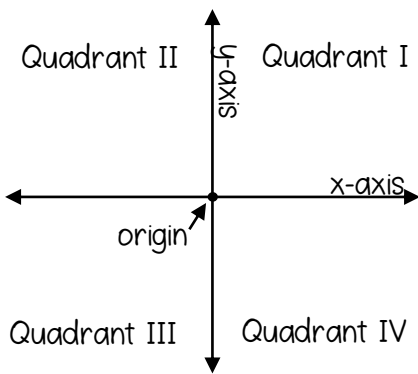 Quadrant II
Quadrant I
y-axis
x-axis
origin
Quadrant III
Quadrant IV